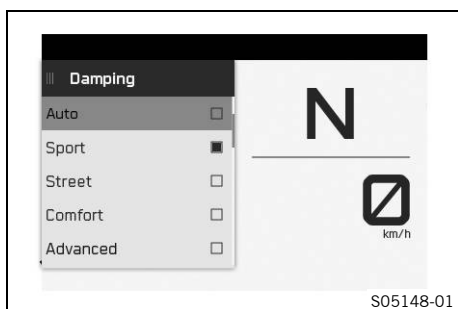 Damping
Auto
Sport
Street
Comfort
Advanced
N
0
km/h
S05148-01